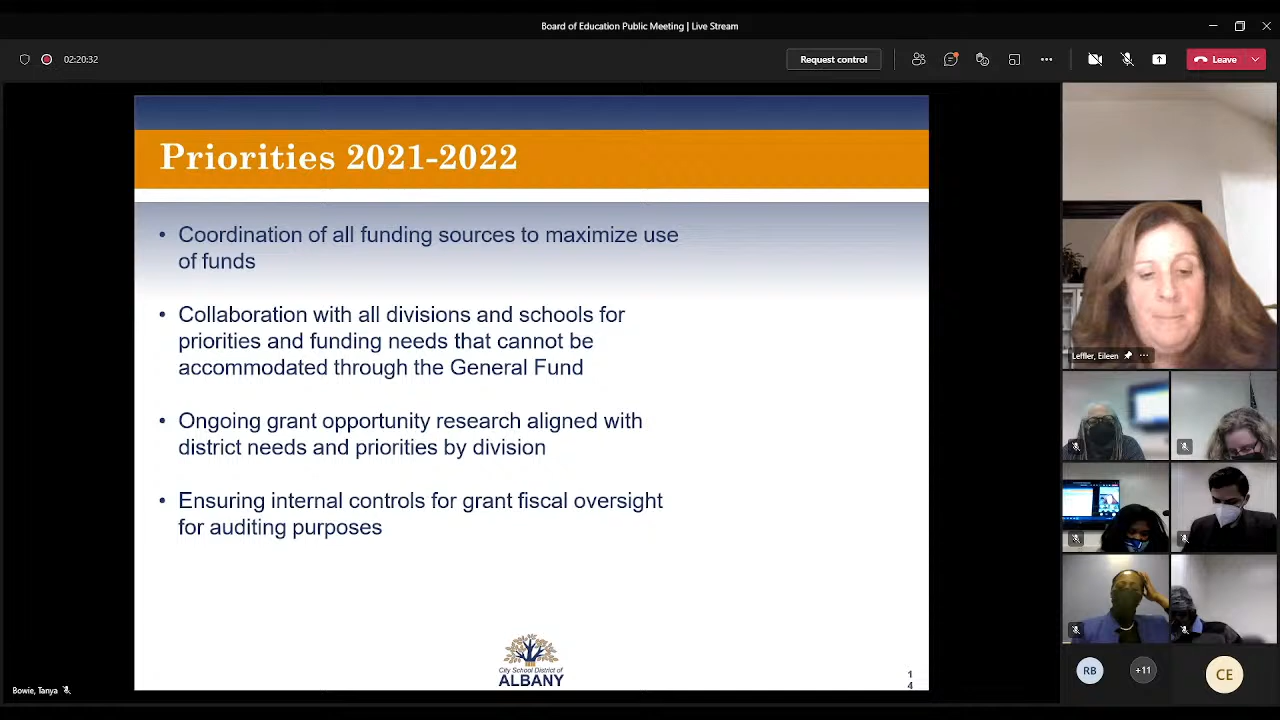 Board of Education Public Meeting | Live Stream
02:20:32
Request control
Leave
Priorities 2021-2022
• Coordination of all funding sources to maximize use
of funds
• Collaboration with all divisions and schools for
priorities and funding needs that cannot be
accommodated through the General Fund
• Ongoing grant opportunity research aligned with
district needs and priorities by division
• Ensuring internal controls for grant fiscal oversight
for auditing purposes
City School District of
ALBANY
1
4
Leffler, Eileen
RB
+11
CE
Bowie, Tanya